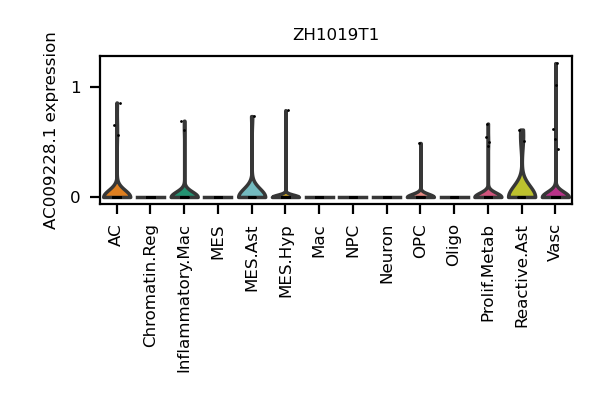 ZH1019T1
AC009228.1 expression
1
0
AC
Chromatin.Reg
Inflammatory.Mac
MES
MES.Ast
MES.Hyp
Mac
NPC
Neuron
OPC
Oligo
Prolif.Metab
Reactive.Ast
Vasc